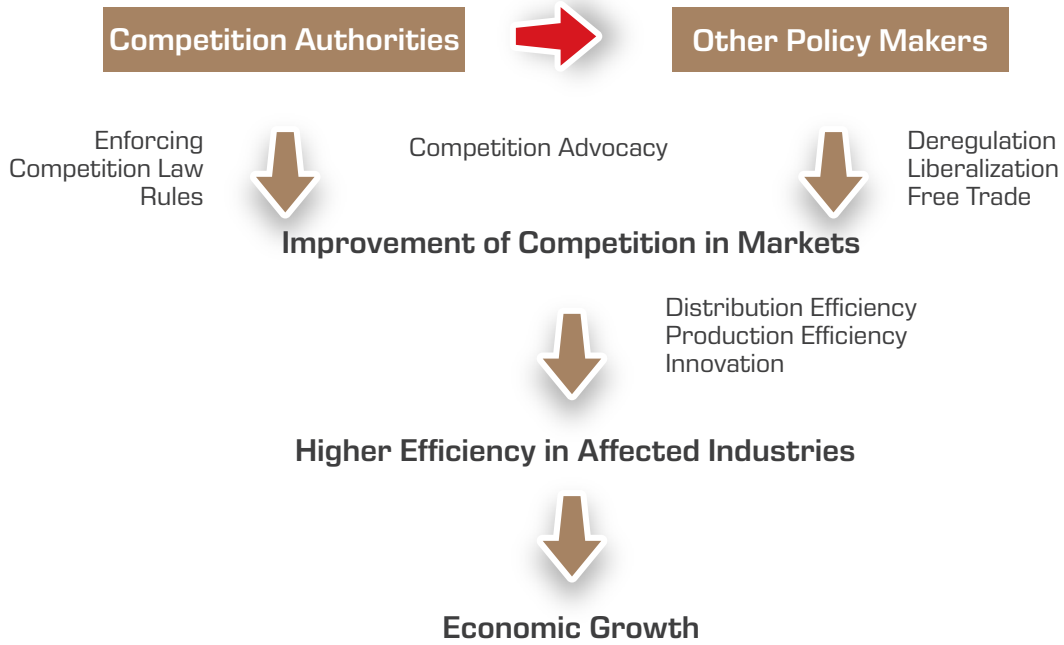 Competition Authorities
Other Policy Makers
Enforcing
Competition Law
Rules
Competition Advocacy
Deregulation
Liberalization
Free Trade
Improvement of Competition in Markets
Distribution Efficiency
Production Efficiency
Innovation
Higher Efficiency in Affected Industries
Economic Growth